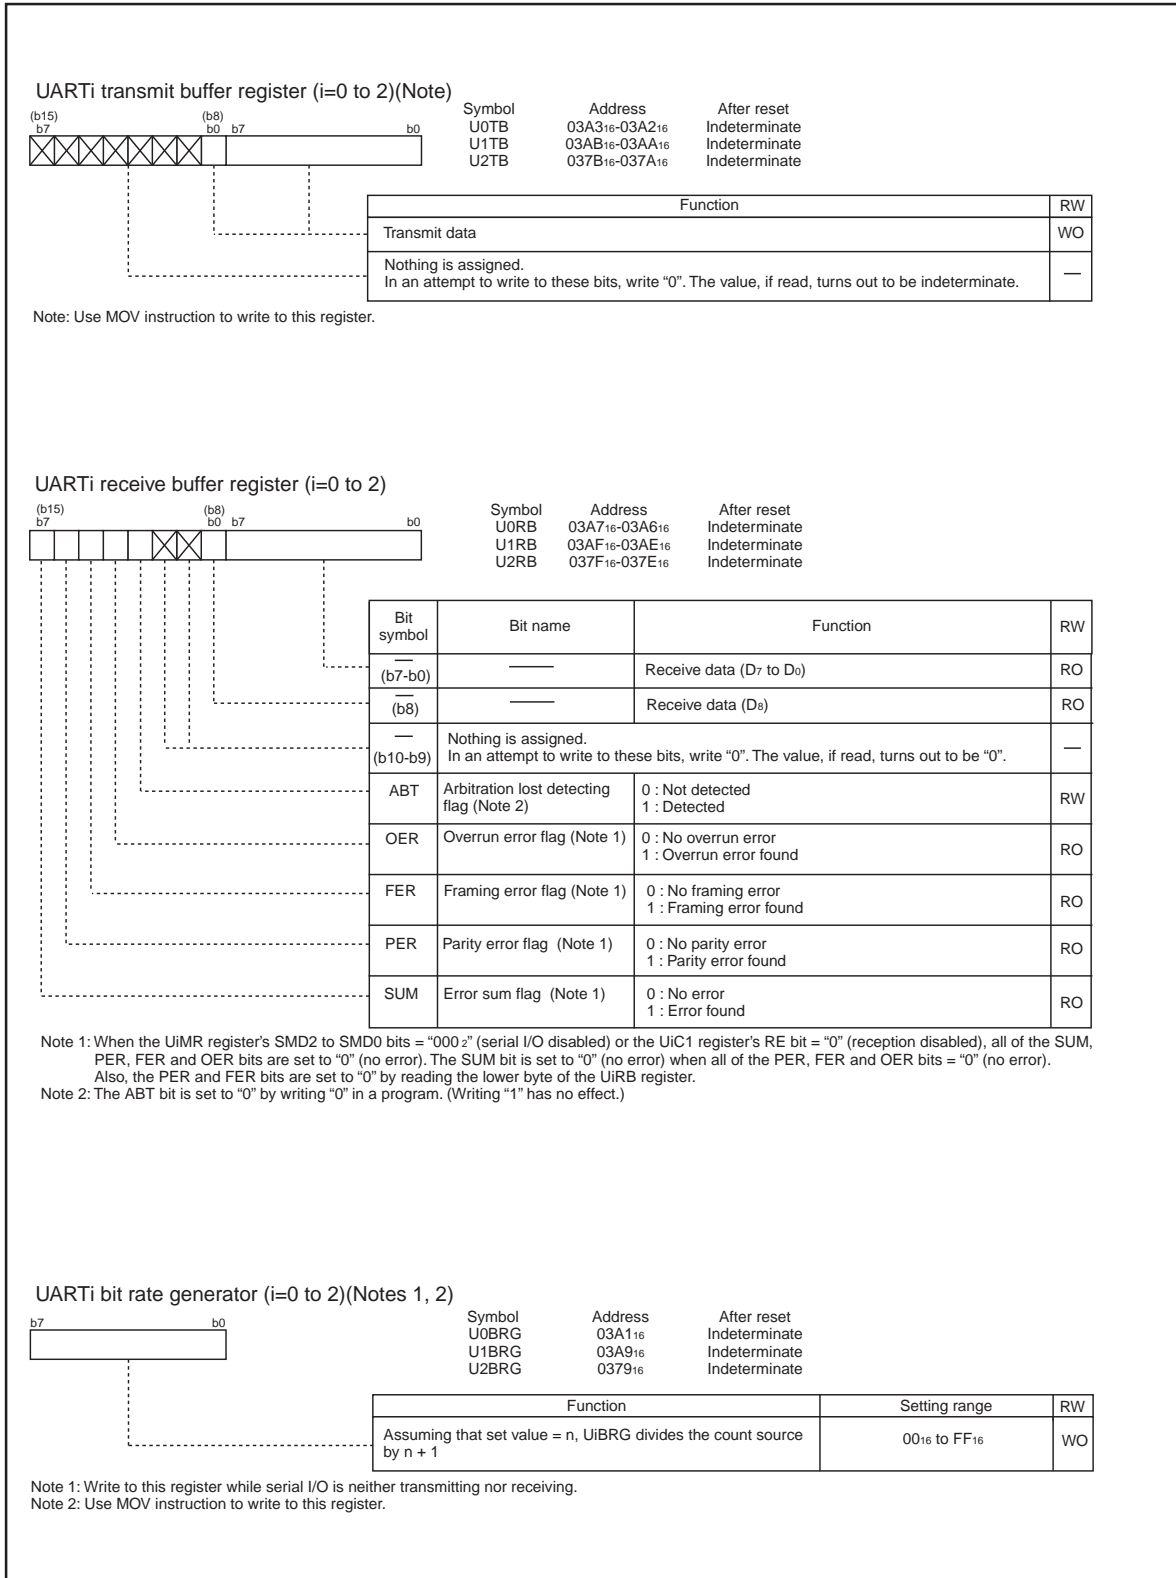 UARTi transmit buffer register (i=0 to 2)(Note)
(b15) (b8)
b7 b0 b7 b0
Symbol Address After reset
U0TB 03A3₁₆-03A2₁₆ Indeterminate
U1TB 03AB₁₆-03AA₁₆ Indeterminate
U2TB 037B₁₆-037A₁₆ Indeterminate
Function RW
Transmit data WO
Nothing is assigned.
In an attempt to write to these bits, write “0”. The value, if read, turns out to be indeterminate. —
Note: Use MOV instruction to write to this register.
UARTi receive buffer register (i=0 to 2)
(b15) (b8)
b7 b0 b7 b0
Symbol Address After reset
U0RB 03A7₁₆-03A6₁₆ Indeterminate
U1RB 03AF₁₆-03AE₁₆ Indeterminate
U2RB 037F₁₆-037E₁₆ Indeterminate
Bit symbol Bit name Function RW
— (b7-b0) — Receive data (D₇ to D₀) RO
— (b8) — Receive data (D₈) RO
— (b10-b9) Nothing is assigned.
In an attempt to write to these bits, write “0”. The value, if read, turns out to be “0”. —
ABT Arbitration lost detecting flag (Note 2) 0 : Not detected
1 : Detected RW
OER Overrun error flag (Note 1) 0 : No overrun error
1 : Overrun error found RO
FER Framing error flag (Note 1) 0 : No framing error
1 : Framing error found RO
PER Parity error flag (Note 1) 0 : No parity error
1 : Parity error found RO
SUM Error sum flag (Note 1) 0 : No error
1 : Error found RO
Note 1: When the UiMR register's SMD2 to SMD0 bits = “000₂” (serial I/O disabled) or the UiC1 register's RE bit = “0” (reception disabled), all of the SUM,
PER, FER and OER bits are set to “0” (no error). The SUM bit is set to “0” (no error) when all of the PER, FER and OER bits = “0” (no error).
Also, the PER and FER bits are set to “0” by reading the lower byte of the UiRB register.
Note 2: The ABT bit is set to “0” by writing “0” in a program. (Writing “1” has no effect.)
UARTi bit rate generator (i=0 to 2)(Notes 1, 2)
b7 b0
Symbol Address After reset
U0BRG 03A1₁₆ Indeterminate
U1BRG 03A9₁₆ Indeterminate
U2BRG 0379₁₆ Indeterminate
Function Setting range RW
Assuming that set value = n, UiBRG divides the count source
by n + 1 00₁₆ to FF₁₆ WO
Note 1: Write to this register while serial I/O is neither transmitting nor receiving.
Note 2: Use MOV instruction to write to this register.